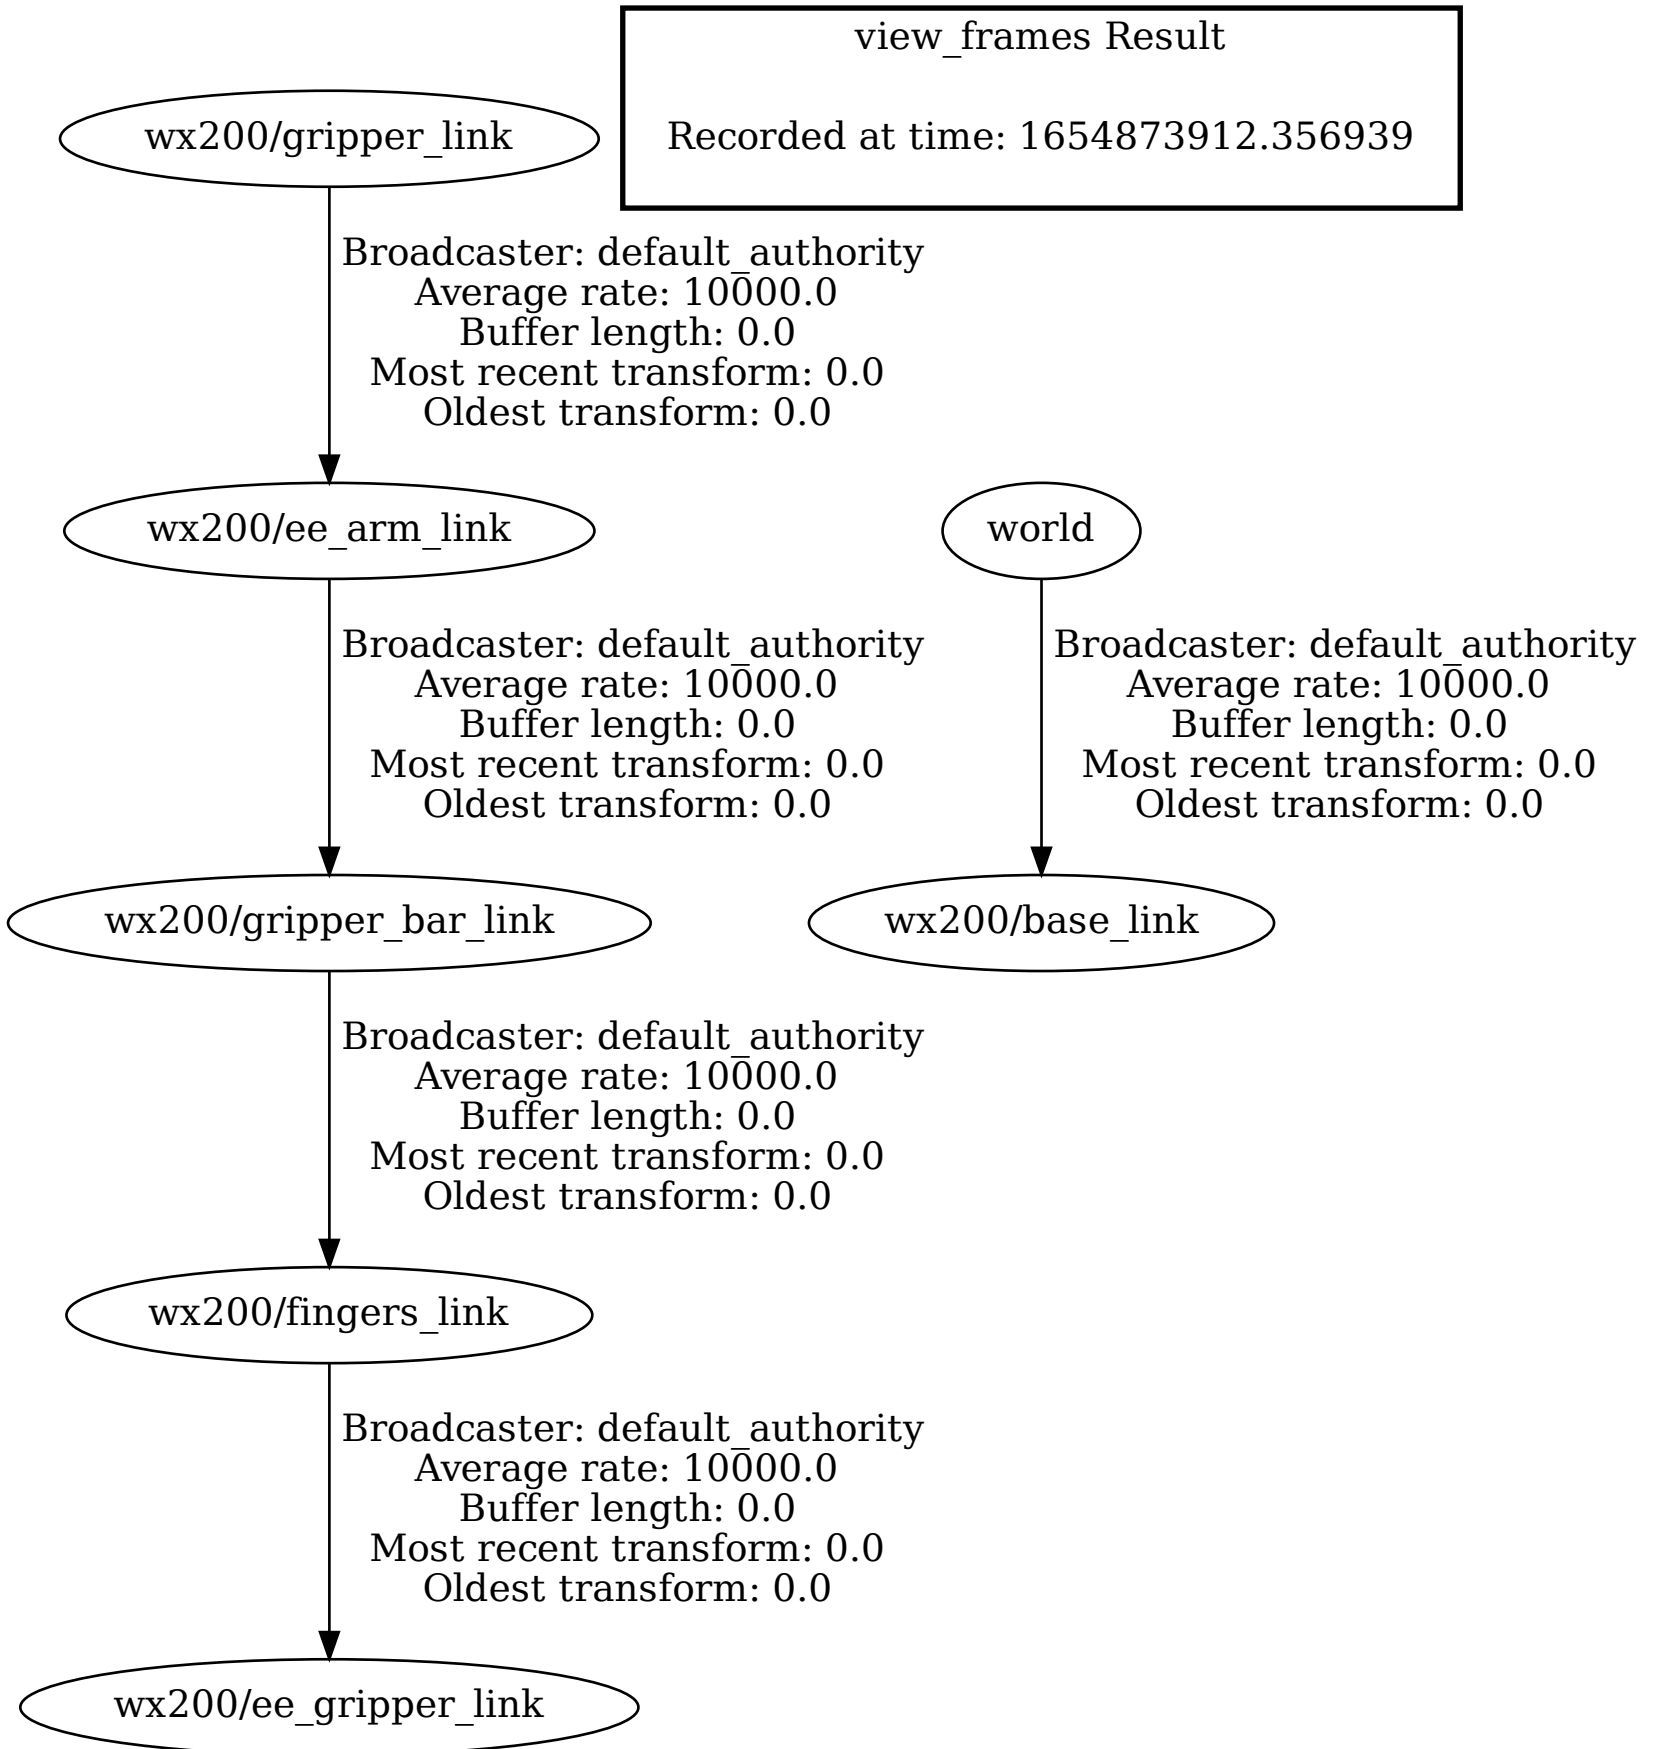 view_frames Result
Recorded at time: 1654873912.356939
wx200/gripper_link
Broadcaster: default_authority
Average rate: 10000.0
Buffer length: 0.0
Most recent transform: 0.0
Oldest transform: 0.0
wx200/ee_arm_link
Broadcaster: default_authority
Average rate: 10000.0
Buffer length: 0.0
Most recent transform: 0.0
Oldest transform: 0.0
wx200/gripper_bar_link
Broadcaster: default_authority
Average rate: 10000.0
Buffer length: 0.0
Most recent transform: 0.0
Oldest transform: 0.0
wx200/fingers_link
Broadcaster: default_authority
Average rate: 10000.0
Buffer length: 0.0
Most recent transform: 0.0
Oldest transform: 0.0
wx200/ee_gripper_link
world
Broadcaster: default_authority
Average rate: 10000.0
Buffer length: 0.0
Most recent transform: 0.0
Oldest transform: 0.0
wx200/base_link